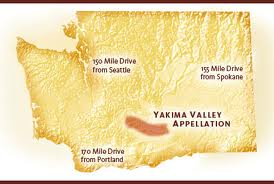 150 Mile Drive
from Seattle
155 Mile Drive
from Spokane
YAKIMA VALLEY
APPELLATION
170 Mile Drive
from Portland